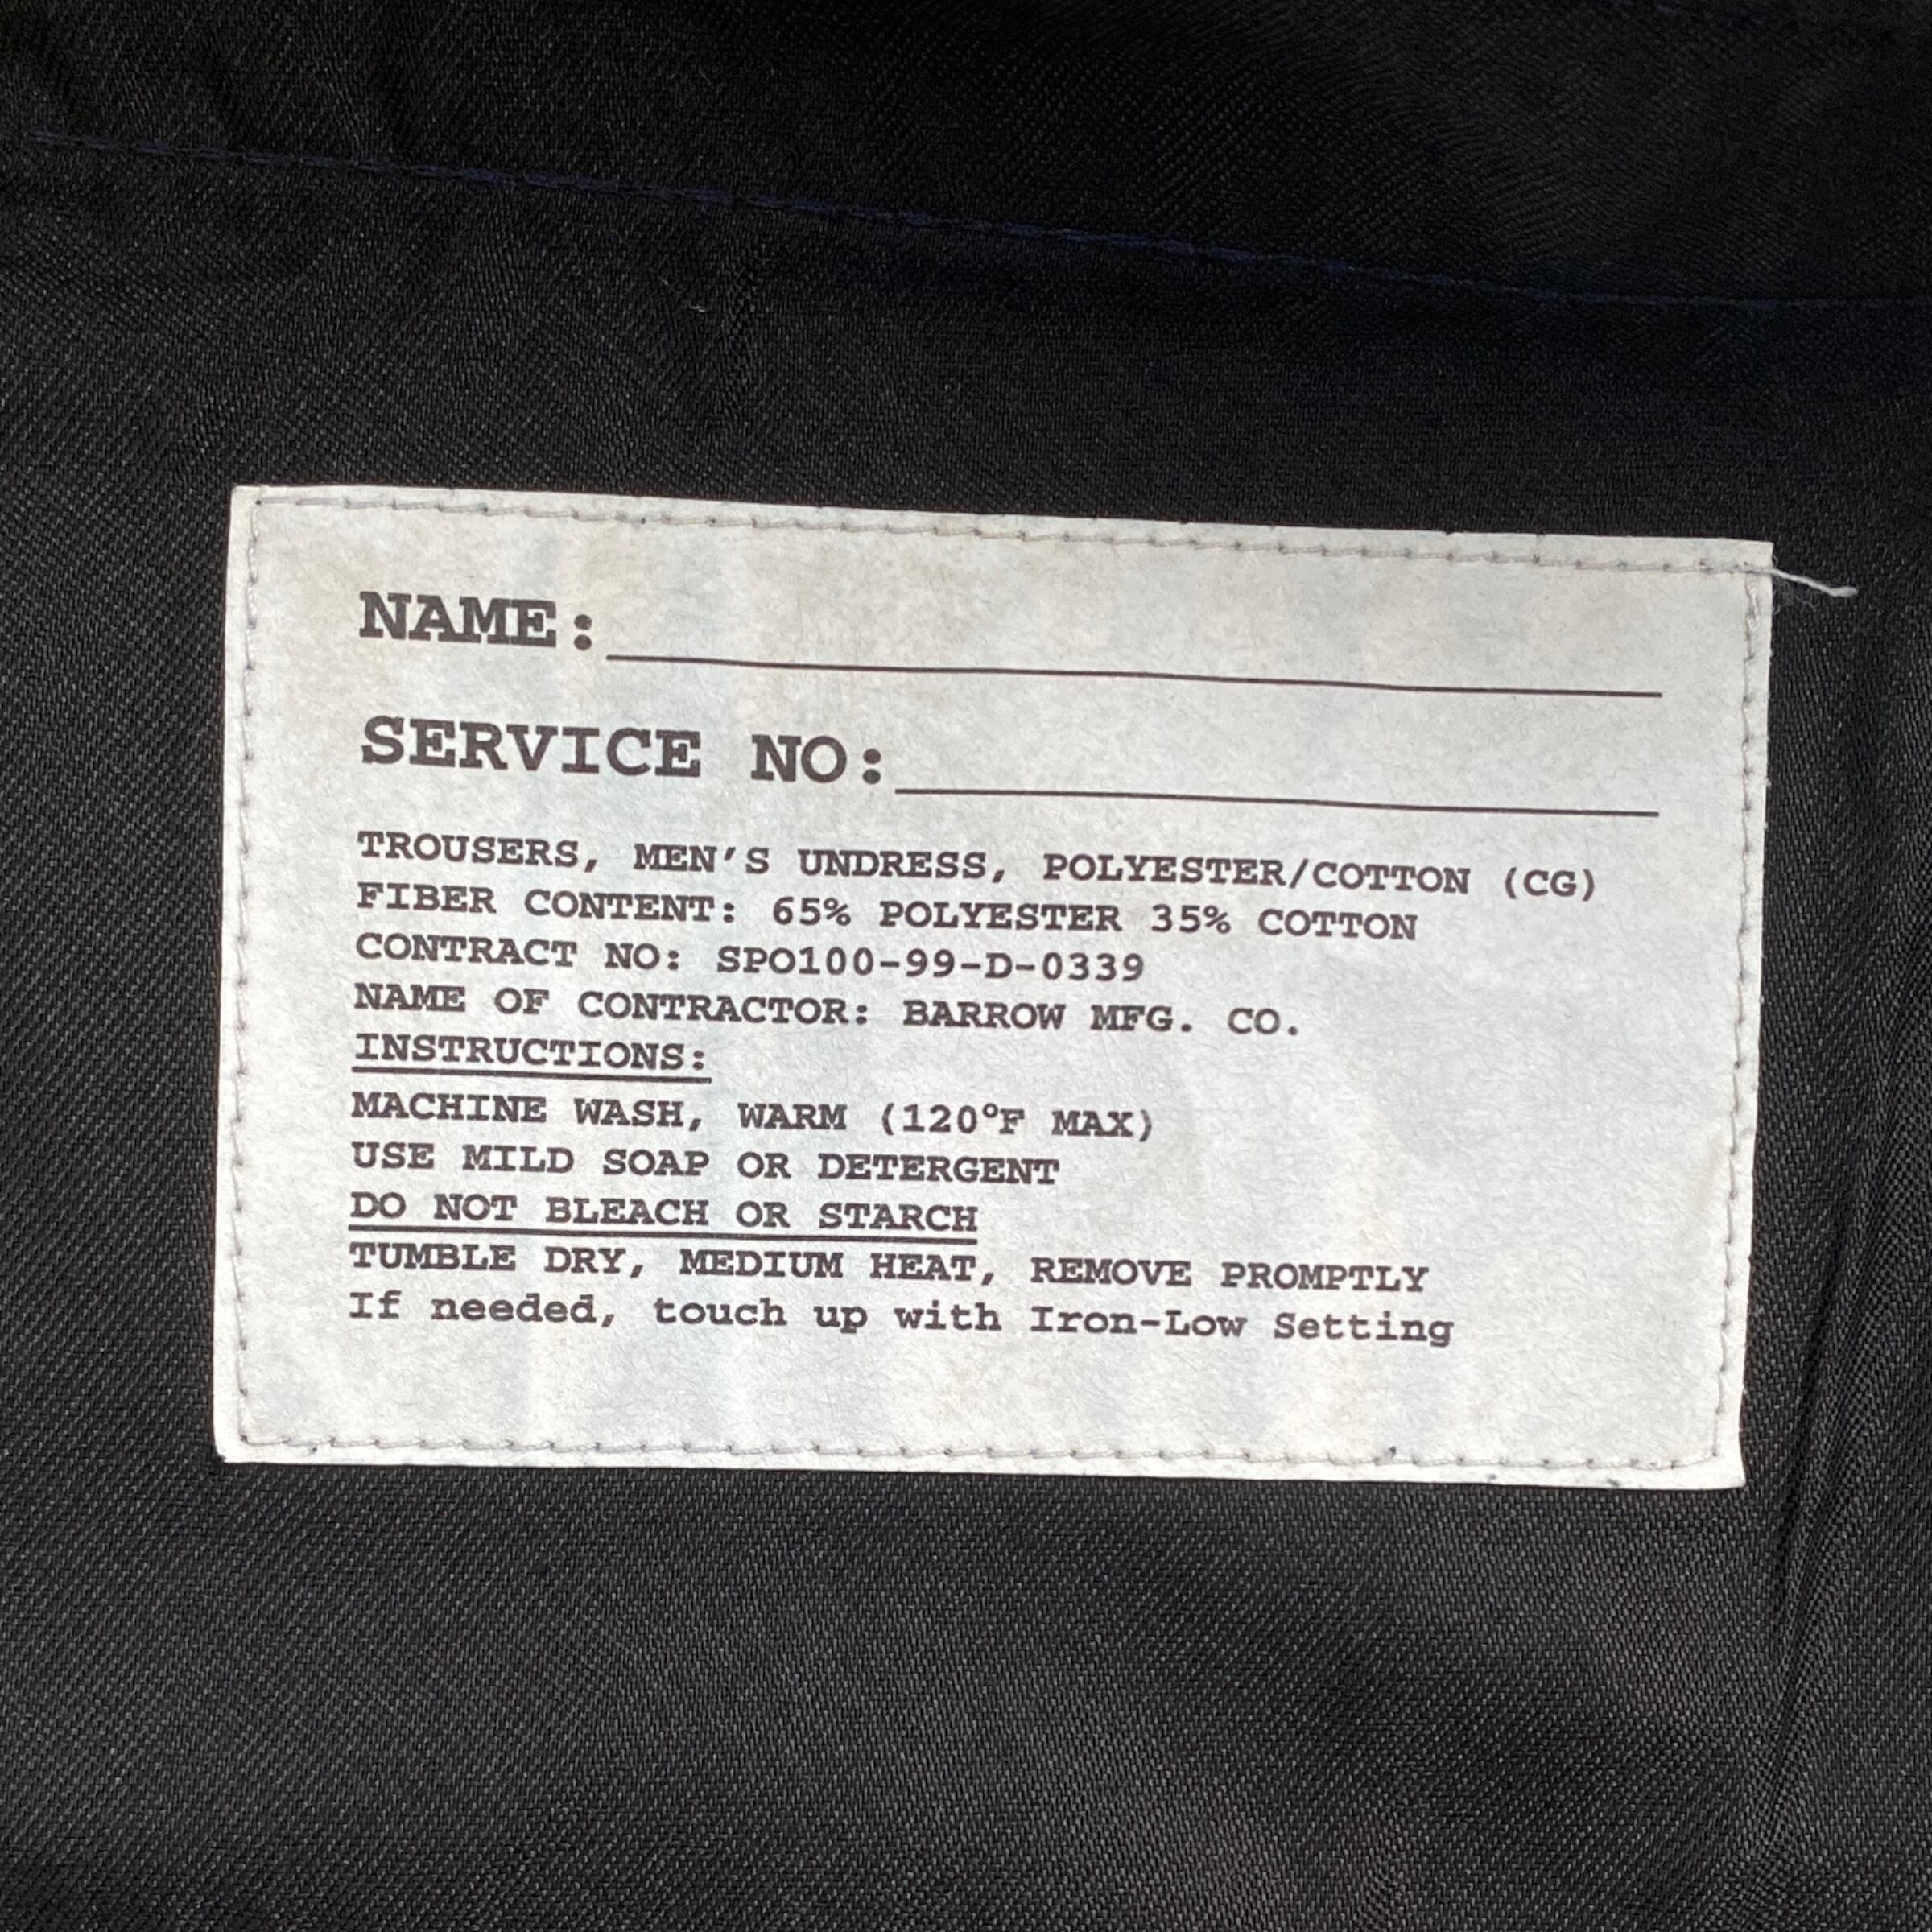 NAME:
SERVICE NO:
TROUSERS, MEN'S UNDRESS, POLYESTER/COTTON (CG)
FIBER CONTENT: 65% POLYESTER 35% COTTON
CONTRACT NO: SPO100-99-D-0339
NAME OF CONTRACTOR: BARROW MFG. CO.
INSTRUCTIONS:
MACHINE WASH, WARM (120°F MAX)
USE MILD SOAP OR DETERGENT
DO NOT BLEACH OR STARCH
TUMBLE DRY, MEDIUM HEAT, REMOVE PROMPTLY
If needed, touch up with Iron-Low Setting